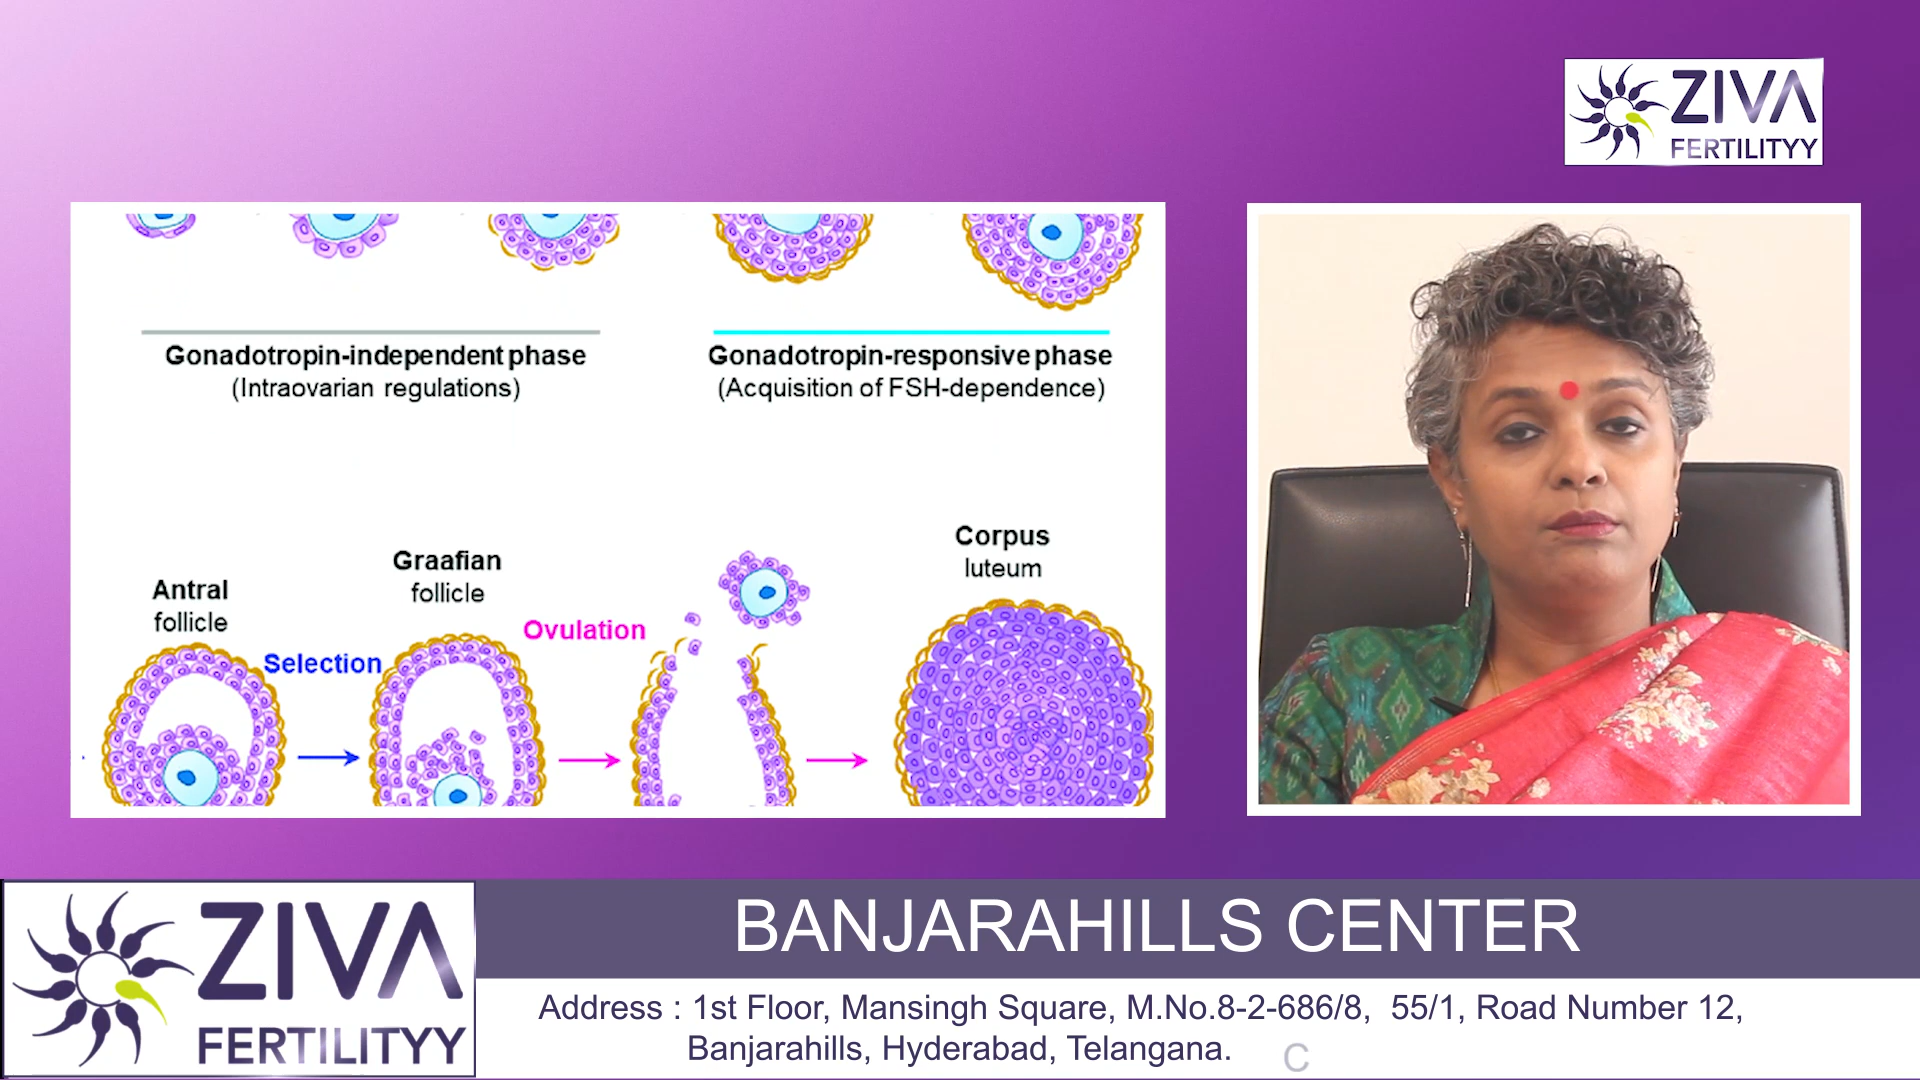 ZIVA
FERTILITYY
Gonadotropin-independent phase
(Intraovarian regulations)
Gonadotropin-responsive phase
(Acquisition of FSH-dependence)
Antral
follicle
Selection
Graafian
follicle
Ovulation
Corpus
luteum
ZIVA
FERTILITYY
BANJARAHILLS CENTER
Address : 1st Floor, Mansingh Square, M.No.8-2-686/8, 55/1, Road Number 12,
Banjarahills, Hyderabad, Telangana.
C